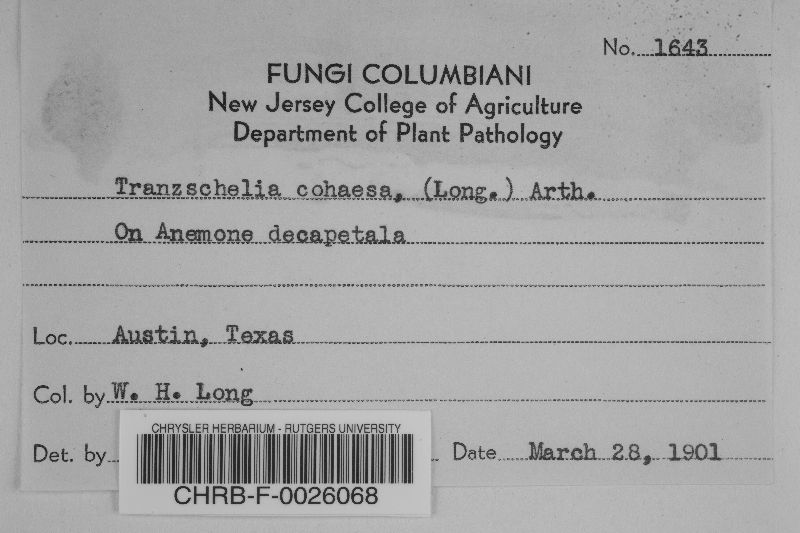 No. 1643
FUNGI COLUMBIANI
New Jersey College of Agriculture
Department of Plant Pathology
Tranzschelia cohaesa, (Long.) Arth.
On Anemone decapetala
Loc. Austin, Texas
Col. by W. H. Long
Det. by Date March 28, 1901
CHRYSLER HERBARIUM - RUTGERS UNIVERSITY
CHRB-F-0026068